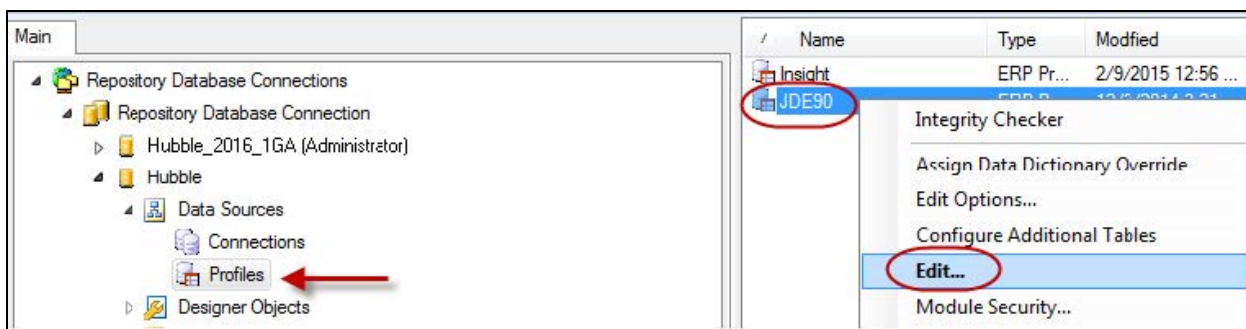 Main
Repository Database Connections
Repository Database Connection
Hubble_2016_1GA (Administrator)
Hubble
Data Sources
Connections
Profiles
Designer Objects
/ Name Type Modfied
Insight ERP Pr... 2/9/2015 12:56 ...
JDE90
Integrity Checker
Assign Data Dictionary Override
Edit Options...
Configure Additional Tables
Edit...
Module Security...